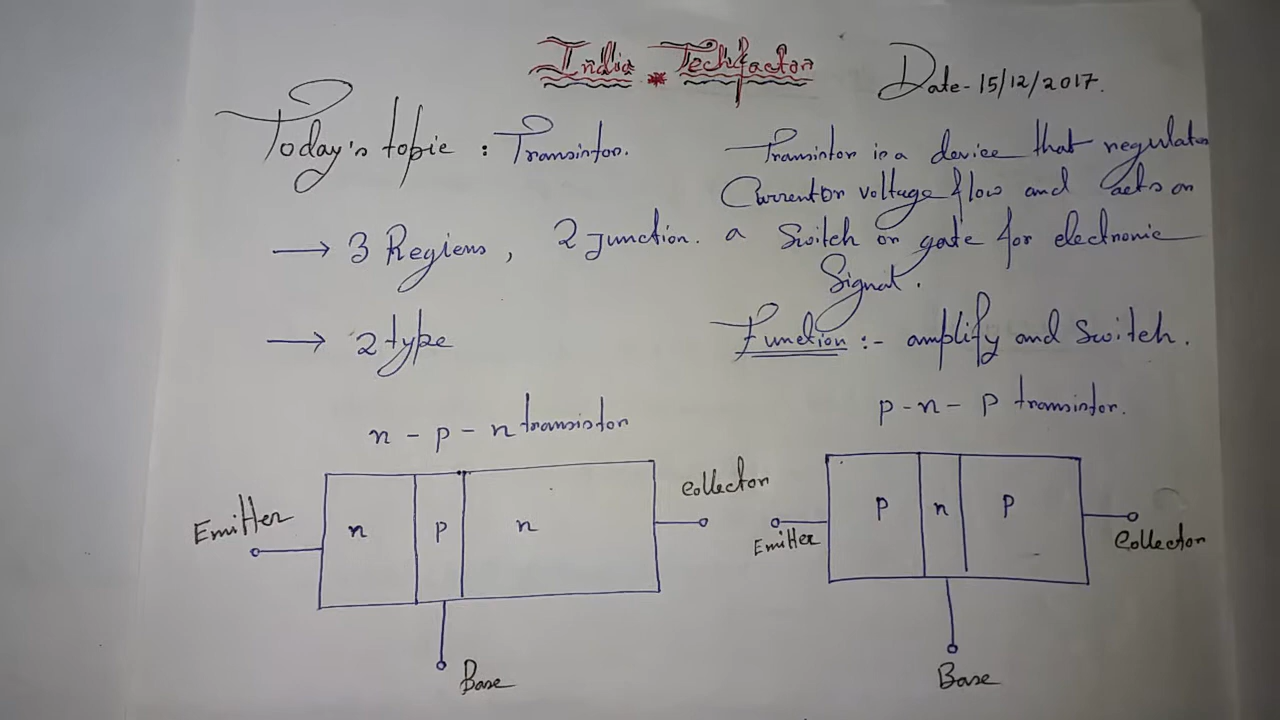 India * Techfactor
Date - 15/12/2017.
Today's topic : Transistor.
→ 3 Regions, 2 junction.
→ 2 type
Transistor is a device that regulates
Current or voltage flow and acts as
a Switch or gate for electronic
Signal.
Function :- amplify and Switch.
n - p - n transistor
Emitter
n
p
n
Collector
Base
p - n - p transistor.
Emitter
p
n
p
Collector
Base